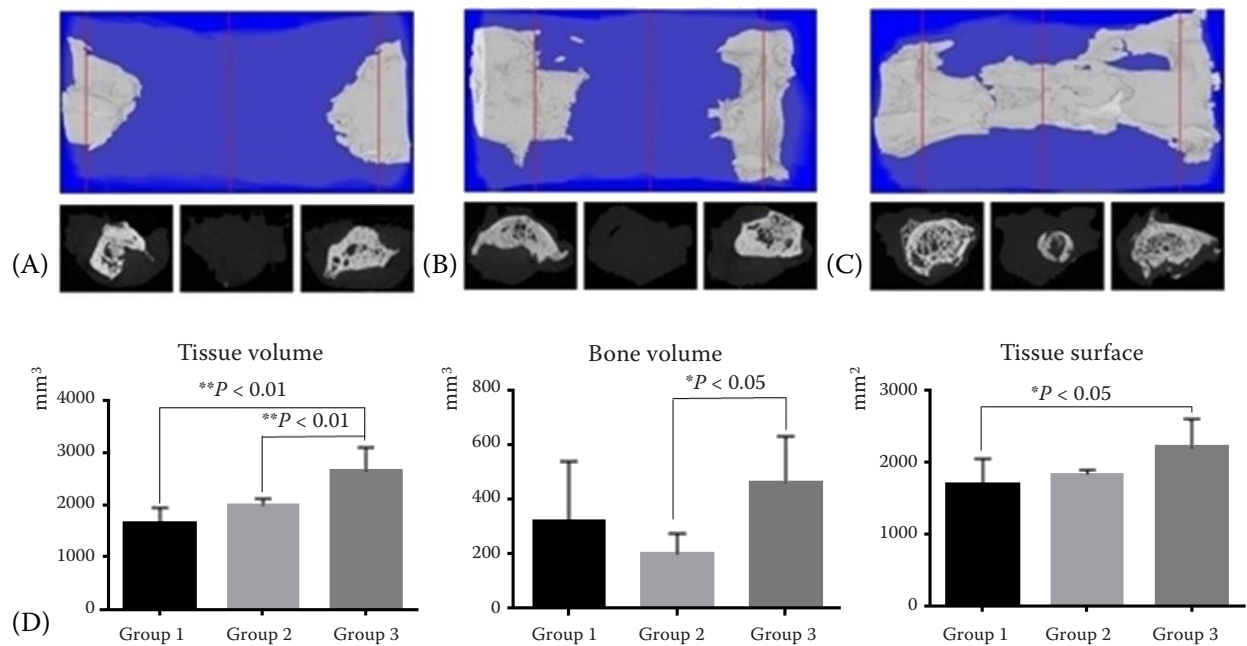 (A)
(B)
(C)
Tissue volume
mm³
4000
3000
2000
1000
0
**P < 0.01
**P < 0.01
Group 1
Group 2
Group 3
Bone volume
mm³
800
600
400
200
0
*P < 0.05
Group 1
Group 2
Group 3
Tissue surface
mm²
3000
2000
1000
0
*P < 0.05
Group 1
Group 2
Group 3
(D)